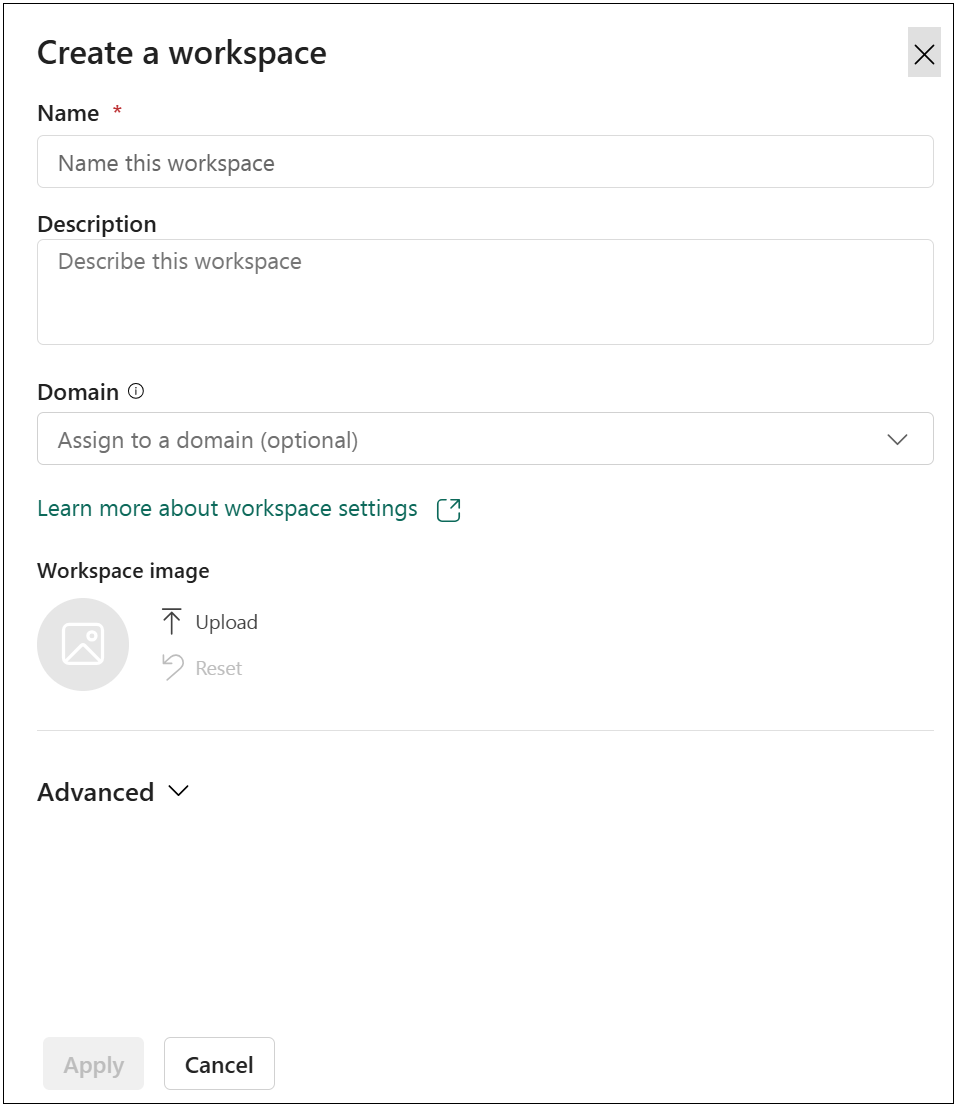 Create a workspace
Name *
Name this workspace
Description
Describe this workspace
Domain
Assign to a domain (optional)
Learn more about workspace settings
Workspace image
Upload
Reset
Advanced
Apply Cancel